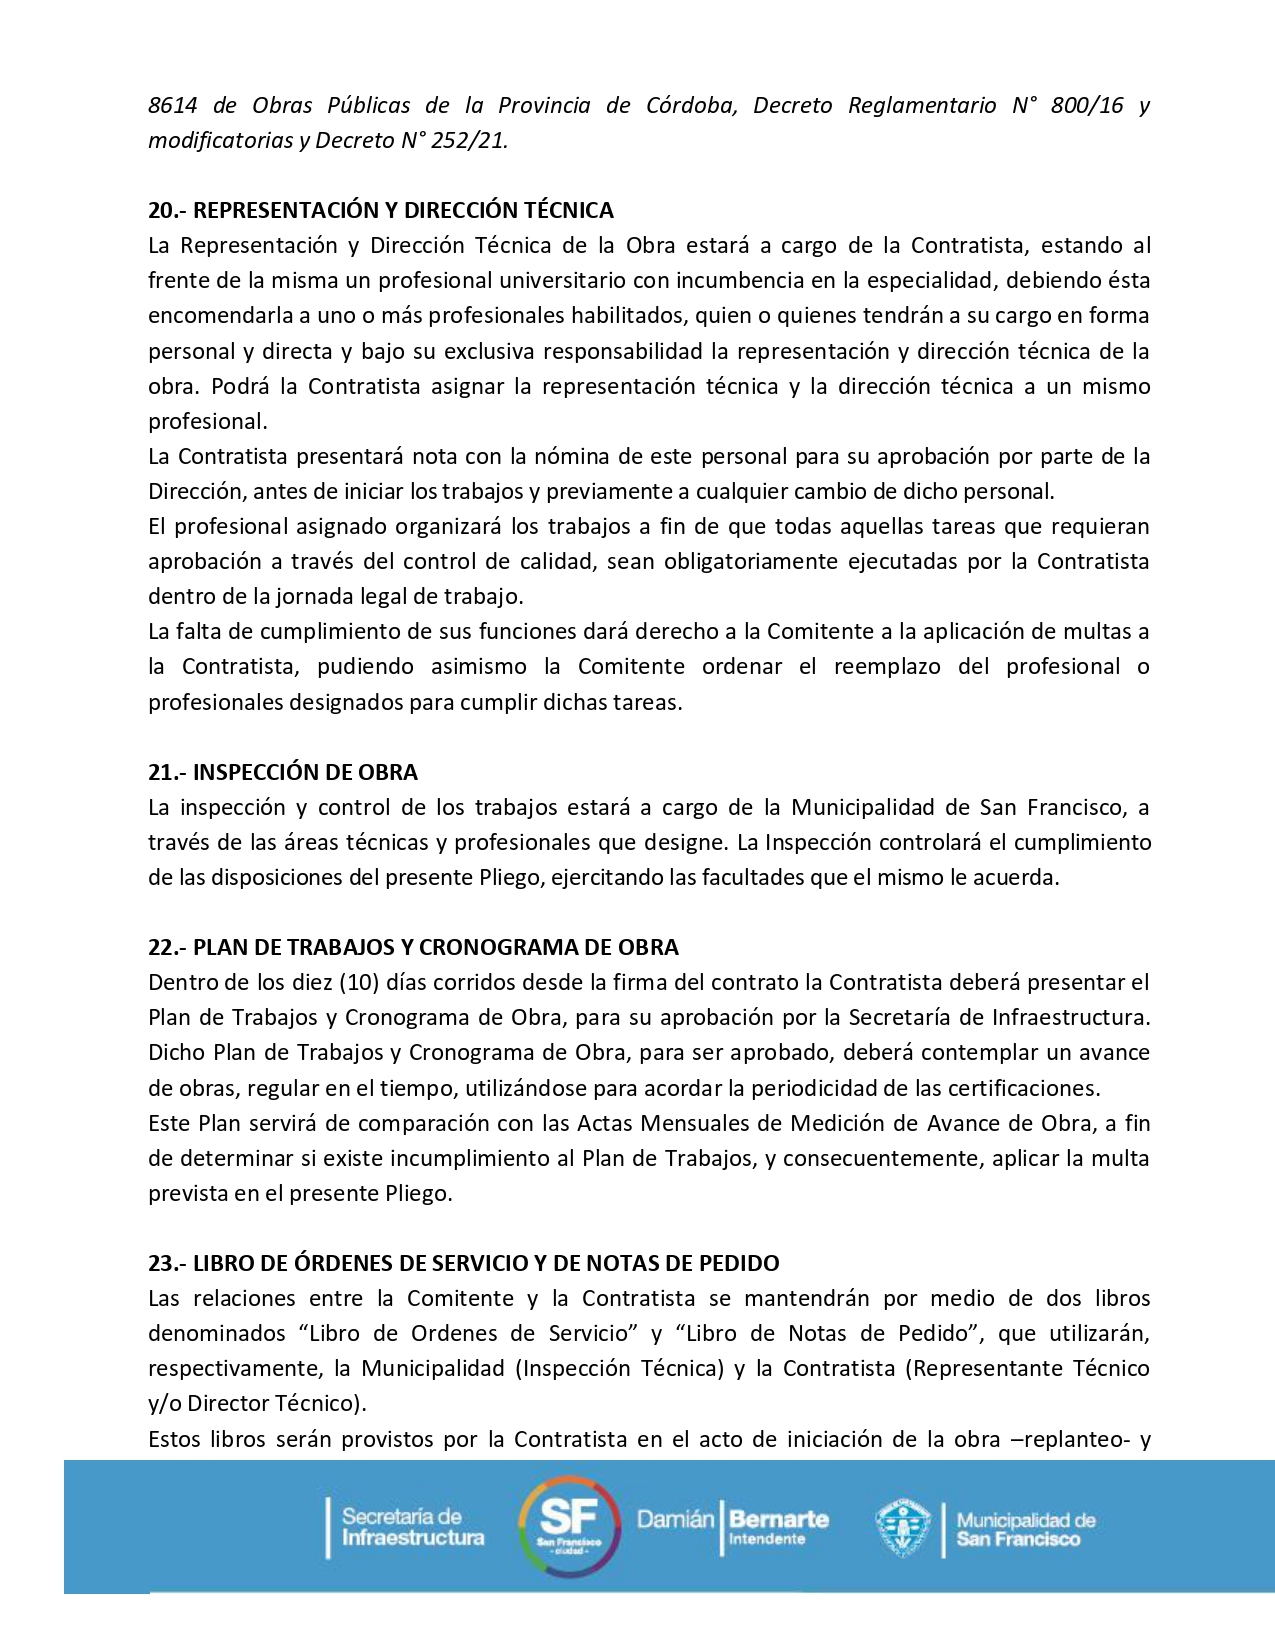 8614 de Obras Públicas de la Provincia de Córdoba, Decreto Reglamentario N° 800/16 y
modificatorias y Decreto N° 252/21.
20.- REPRESENTACIÓN Y DIRECCIÓN TÉCNICA
La Representación y Dirección Técnica de la Obra estará a cargo de la Contratista, estando al
frente de la misma un profesional universitario con incumbencia en la especialidad, debiendo ésta
encomendarla a uno o más profesionales habilitados, quien o quienes tendrán a su cargo en forma
personal y directa y bajo su exclusiva responsabilidad la representación y dirección técnica de la
obra. Podrá la Contratista asignar la representación técnica y la dirección técnica a un mismo
profesional.
La Contratista presentará nota con la nómina de este personal para su aprobación por parte de la
Dirección, antes de iniciar los trabajos y previamente a cualquier cambio de dicho personal.
El profesional asignado organizará los trabajos a fin de que todas aquellas tareas que requieran
aprobación a través del control de calidad, sean obligatoriamente ejecutadas por la Contratista
dentro de la jornada legal de trabajo.
La falta de cumplimiento de sus funciones dará derecho a la Comitente a la aplicación de multas a
la Contratista, pudiendo asimismo la Comitente ordenar el reemplazo del profesional o
profesionales designados para cumplir dichas tareas.
21.- INSPECCIÓN DE OBRA
La inspección y control de los trabajos estará a cargo de la Municipalidad de San Francisco, a
través de las áreas técnicas y profesionales que designe. La Inspección controlará el cumplimiento
de las disposiciones del presente Pliego, ejercitando las facultades que el mismo le acuerda.
22.- PLAN DE TRABAJOS Y CRONOGRAMA DE OBRA
Dentro de los diez (10) días corridos desde la firma del contrato la Contratista deberá presentar el
Plan de Trabajos y Cronograma de Obra, para su aprobación por la Secretaría de Infraestructura.
Dicho Plan de Trabajos y Cronograma de Obra, para ser aprobado, deberá contemplar un avance
de obras, regular en el tiempo, utilizándose para acordar la periodicidad de las certificaciones.
Este Plan servirá de comparación con las Actas Mensuales de Medición de Avance de Obra, a fin
de determinar si existe incumplimiento al Plan de Trabajos, y consecuentemente, aplicar la multa
prevista en el presente Pliego.
23.- LIBRO DE ÓRDENES DE SERVICIO Y DE NOTAS DE PEDIDO
Las relaciones entre la Comitente y la Contratista se mantendrán por medio de dos libros
denominados “Libro de Ordenes de Servicio” y “Libro de Notas de Pedido”, que utilizarán,
respectivamente, la Municipalidad (Inspección Técnica) y la Contratista (Representante Técnico
y/o Director Técnico).
Estos libros serán provistos por la Contratista en el acto de iniciación de la obra –replanteo- y
Secretaría de
Infraestructura
SF
San Francisco
-ciudad-
Damián Bernarte
Intendente
Municipalidad de
San Francisco